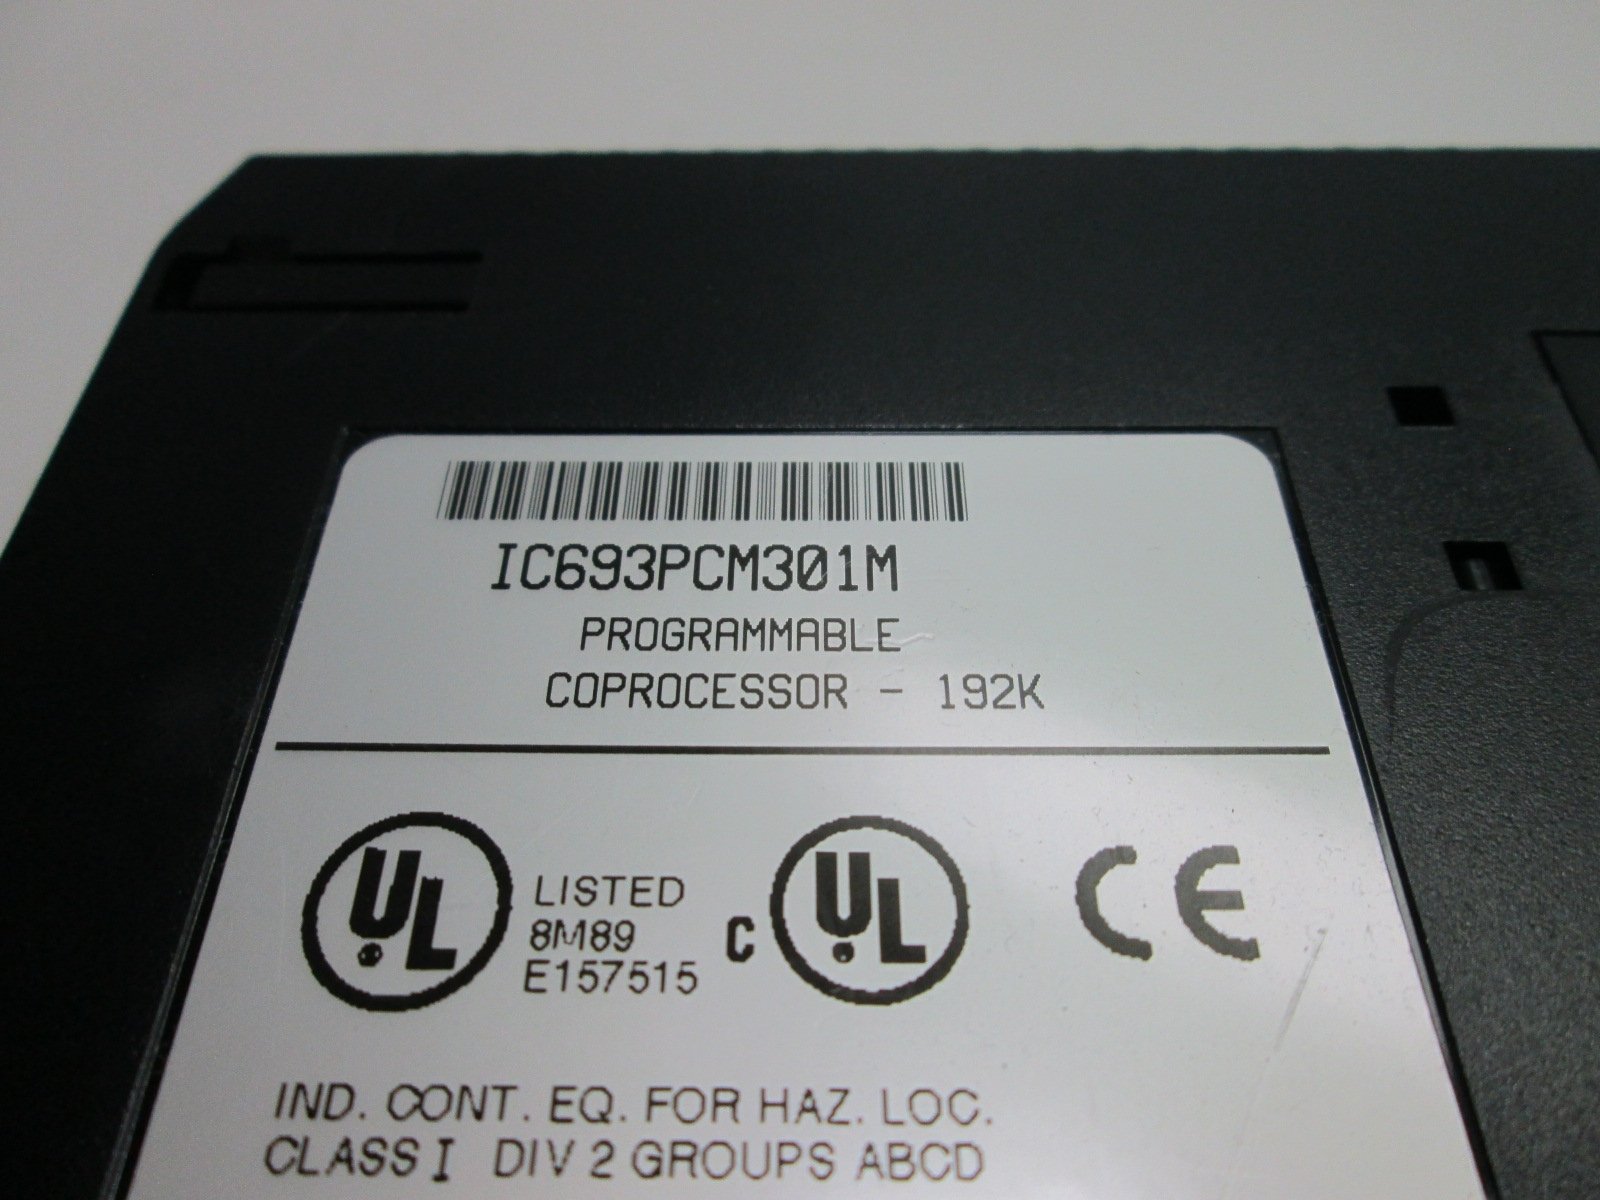 IC693PCM301M
PROGRAMMABLE
COPROCESSOR - 192K
UL LISTED
8M89
E157515
C UL CE
IND. CONT. EQ. FOR HAZ. LOC.
CLASS I DIV 2 GROUPS ABCD